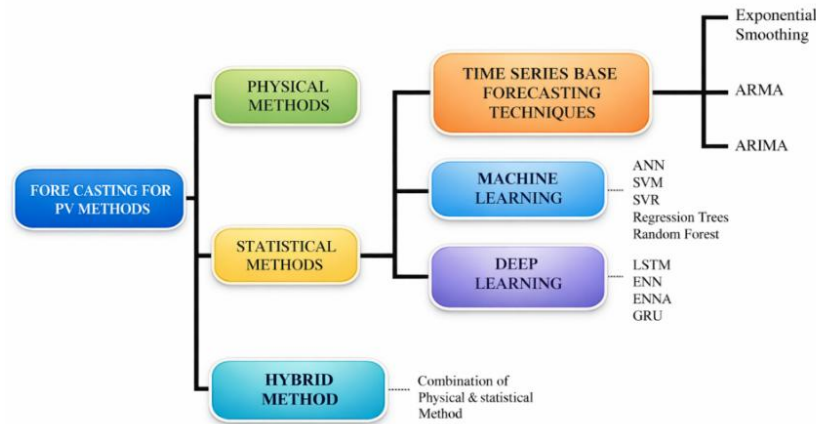 Exponential
Smoothing
ARMA
ARIMA
TIME SERIES BASE
FORECASTING
TECHNIQUES
PHYSICAL
METHODS
FORE CASTING FOR
PV METHODS
MACHINE
LEARNING
ANN
SVM
SVR
Regression Trees
Random Forest
STATISTICAL
METHODS
DEEP
LEARNING
LSTM
ENN
ENNA
GRU
HYBRID
METHOD
Combination of
Physical & statistical
Method